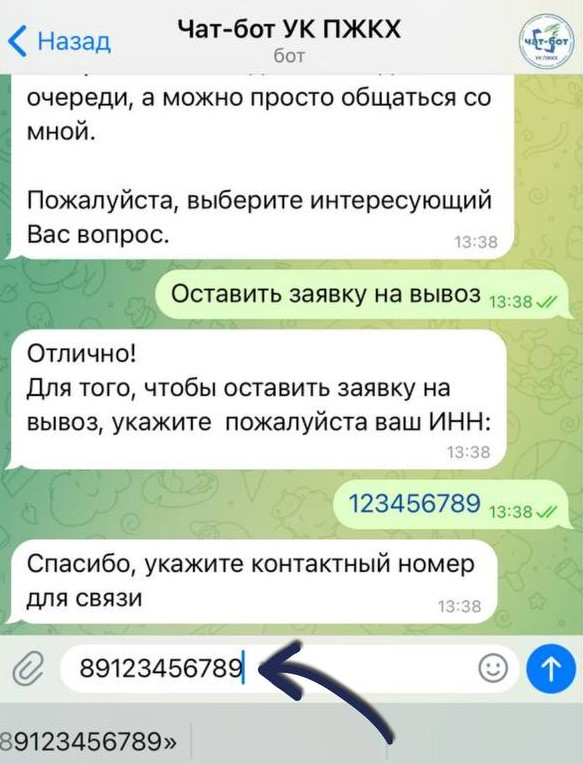 Назад
Чат-бот УК ПЖКХ
бот
чат-бот
УК ПЖКХ
очереди, а можно просто общаться со
мной.
Пожалуйста, выберите интересующий
Вас вопрос.
13:38
Оставить заявку на вывоз 13:38
Отлично!
Для того, чтобы оставить заявку на
вывоз, укажите пожалуйста ваш ИНН:
13:38
123456789 13:38
Спасибо, укажите контактный номер
для связи
13:38
89123456789
89123456789»